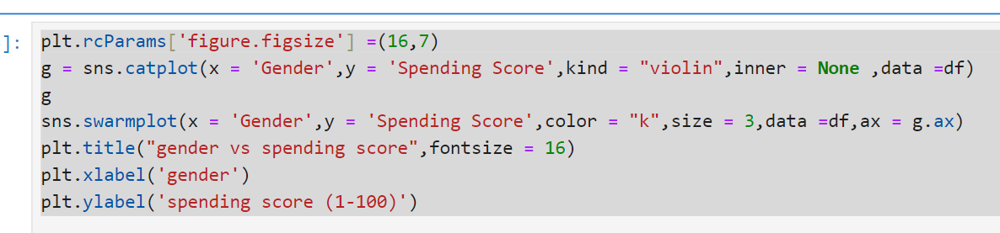 ]:
plt.rcParams['figure.figsize'] =(16,7)
g = sns.catplot(x = 'Gender',y = 'Spending Score',kind = "violin",inner = None ,data =df)
g
sns.swarmplot(x = 'Gender',y = 'Spending Score',color = "k",size = 3,data =df,ax = g.ax)
plt.title("gender vs spending score",fontsize = 16)
plt.xlabel('gender')
plt.ylabel('spending score (1-100)')